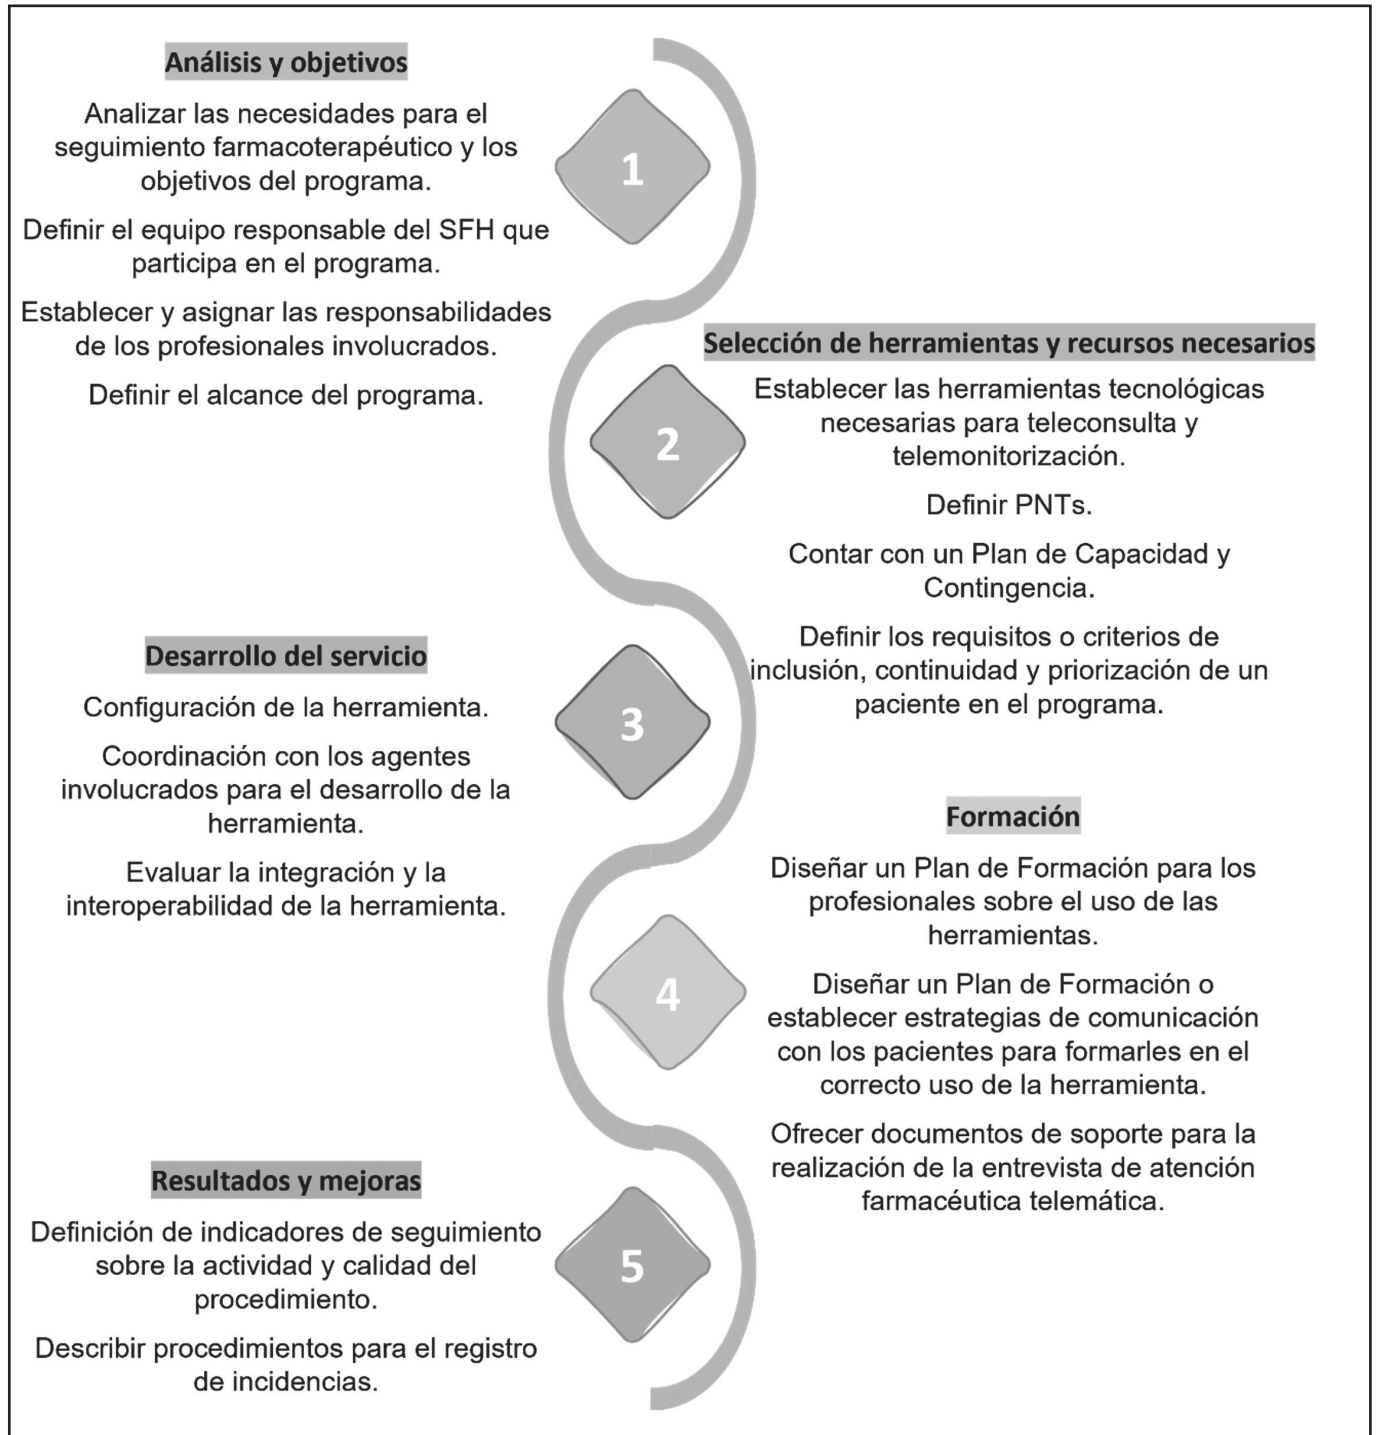 Análisis y objetivos
Analizar las necesidades para el
seguimiento farmacoterapéutico y los
objetivos del programa.
Definir el equipo responsable del SFH que
participa en el programa.
Establecer y asignar las responsabilidades
de los profesionales involucrados.
Definir el alcance del programa.
1
Selección de herramientas y recursos necesarios
Establecer las herramientas tecnológicas
necesarias para teleconsulta y
telemonitorización.
Definir PNTs.
Contar con un Plan de Capacidad y
Contingencia.
Definir los requisitos o criterios de
inclusión, continuidad y priorización de un
paciente en el programa.
2
Desarrollo del servicio
Configuración de la herramienta.
Coordinación con los agentes
involucrados para el desarrollo de la
herramienta.
Evaluar la integración y la
interoperabilidad de la herramienta.
3
Formación
Diseñar un Plan de Formación para los
profesionales sobre el uso de las
herramientas.
Diseñar un Plan de Formación o
establecer estrategias de comunicación
con los pacientes para formarles en el
correcto uso de la herramienta.
Ofrecer documentos de soporte para la
realización de la entrevista de atención
farmacéutica telemática.
4
Resultados y mejoras
Definición de indicadores de seguimiento
sobre la actividad y calidad del
procedimiento.
Describir procedimientos para el registro
de incidencias.
5